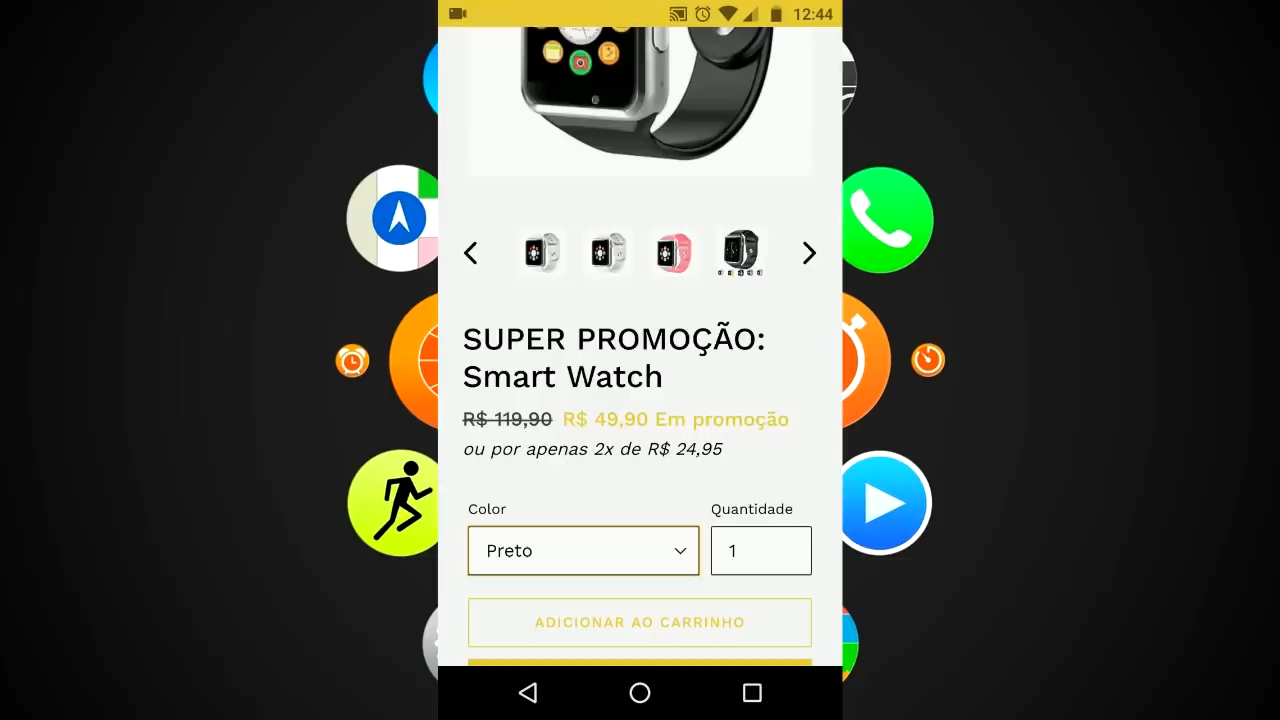 12:44
SUPER PROMOÇÃO:
Smart Watch
R$ 119,90 R$ 49,90 Em promoção
ou por apenas 2x de R$ 24,95
Color Quantidade
Preto 1
ADICIONAR AO CARRINHO